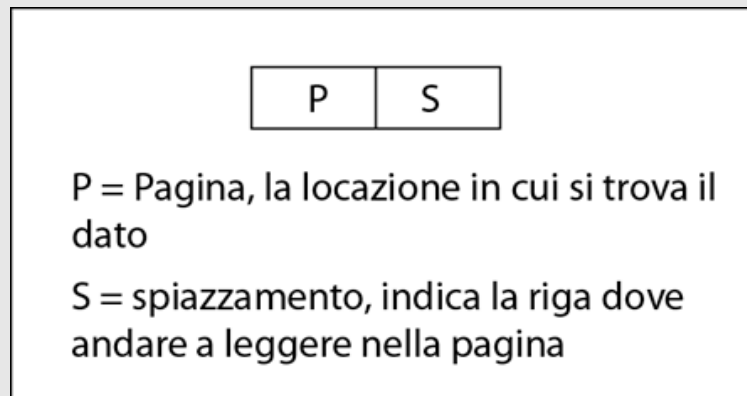 P S
P = Pagina, la locazione in cui si trova il
dato
S = spiazzamento, indica la riga dove
andare a leggere nella pagina